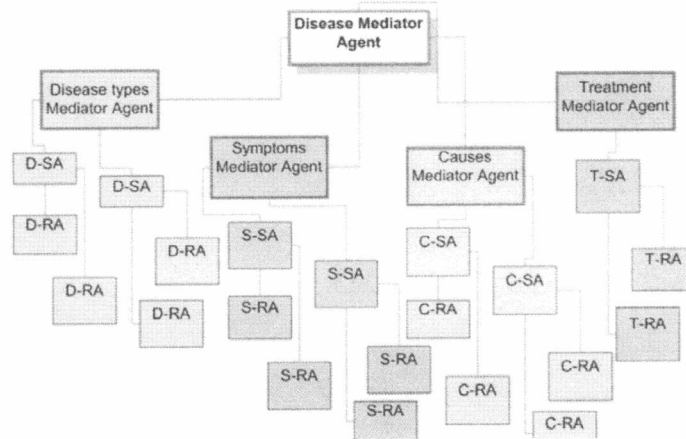 Disease Mediator
Agent
Disease types
Mediator Agent
Treatment
Mediator Agent
Symptoms
Mediator Agent
Causes
Mediator Agent
D-SA
D-SA
T-SA
D-RA
D-RA
S-SA
C-SA
T-RA
S-SA
C-SA
D-RA
D-RA
S-RA
C-RA
T-RA
S-RA
S-RA
C-RA
C-RA
S-RA
C-RA